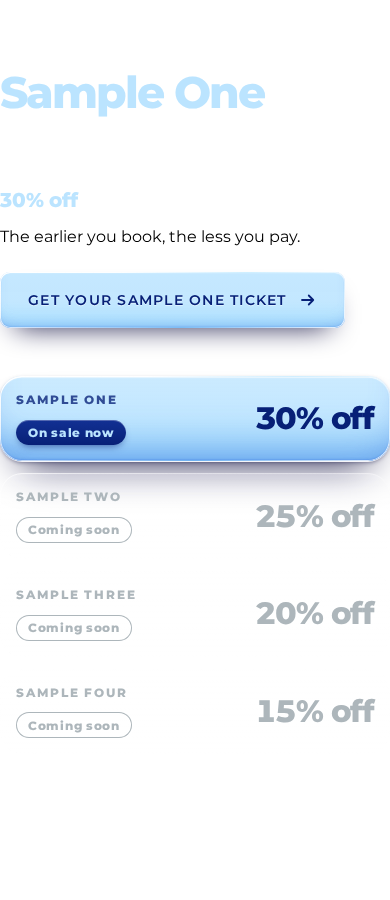 Sample One
30% off
The earlier you book, the less you pay.
GET YOUR SAMPLE ONE TICKET →
SAMPLE ONE
On sale now
30% off
SAMPLE TWO
Coming soon
25% off
SAMPLE THREE
Coming soon
20% off
SAMPLE FOUR
Coming soon
15% off